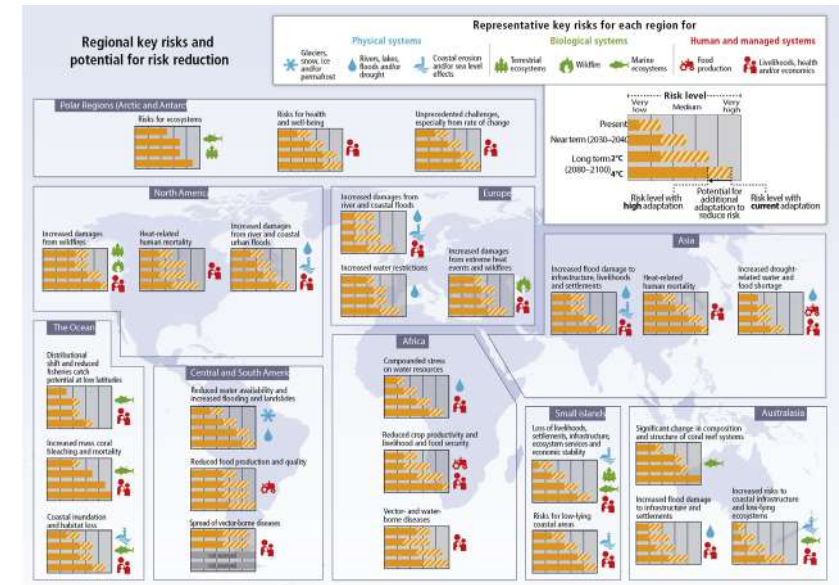 Regional key risks and
potential for risk reduction
Representative key risks for each region for
Physical systems
Biological systems
Human and managed systems
Glaciers,
snow, ice
and/or
permafrost
Rivers, lakes,
floods and/or
drought
Coastal erosion
and/or sea level
effects
Terrestrial
ecosystems
Wildfire
Marine
ecosystems
Food
production
Livelihoods, health
and/or economics
Risk level
Very
low
Medium
Very
high
Present
Near term (2030–2040
Long term 2°C
(2080–2100) 4°C
Risk level with
high adaptation
Potential for
additional
adaptation to
reduce risk
Risk level with
current adaptation
Polar Regions (Arctic and Antarct
Risks for ecosystems
Risks for health
and well-being
Unprecedented challenges,
especially from rate of change
North America
Increased damages
from wildfires
Heat-related
human mortality
Increased damages
from river and coastal
urban floods
Europe
Increased damages from
river and coastal floods
Increased water restrictions
Increased damages
from extreme heat
events and wildfires
Asia
Increased flood damage to
infrastructure, livelihoods
and settlements
Heat-related
human mortality
Increased drought-
related water and
food shortage
The Ocean
Distributional
shift and reduced
fisheries catch
potential at low latitudes
Increased mass coral
bleaching and mortality
Coastal inundation
and habitat loss
Central and South Americ
Reduced water availability and
increased flooding and landslides
Reduced food production and quality
Spread of vector-borne diseases
Africa
Compounded stress
on water resources
Reduced crop productivity and
livelihood and food security
Vector- and water-
borne diseases
Small islands
Loss of livelihoods,
settlements, infrastructure,
ecosystem services and
economic stability
Risks for low-lying
coastal areas
Australasia
Significant change in composition
and structure of coral reef systems
Increased flood damage
to infrastructure and
settlements
Increased risks to
coastal infrastructure
and low-lying
ecosystems